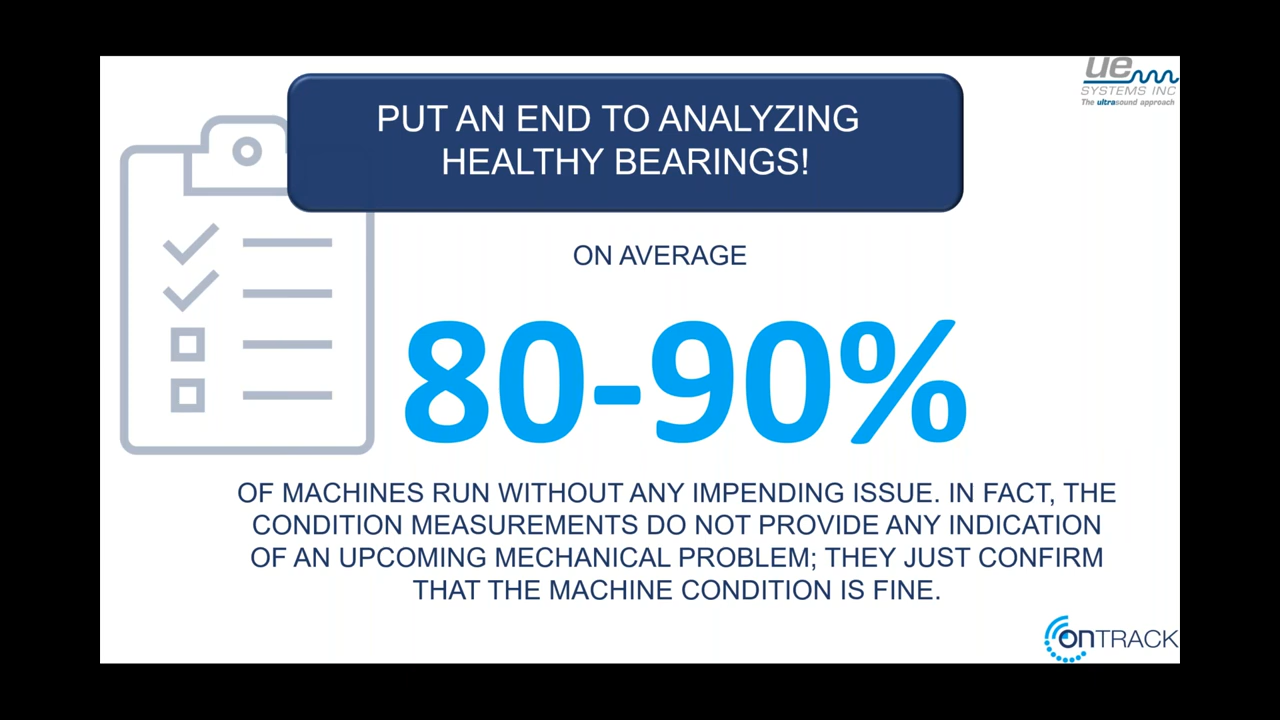 ue
SYSTEMS INC
The ultrasound approach
PUT AN END TO ANALYZING
HEALTHY BEARINGS!
ON AVERAGE
80-90%
OF MACHINES RUN WITHOUT ANY IMPENDING ISSUE. IN FACT, THE
CONDITION MEASUREMENTS DO NOT PROVIDE ANY INDICATION
OF AN UPCOMING MECHANICAL PROBLEM; THEY JUST CONFIRM
THAT THE MACHINE CONDITION IS FINE.
onTRACK